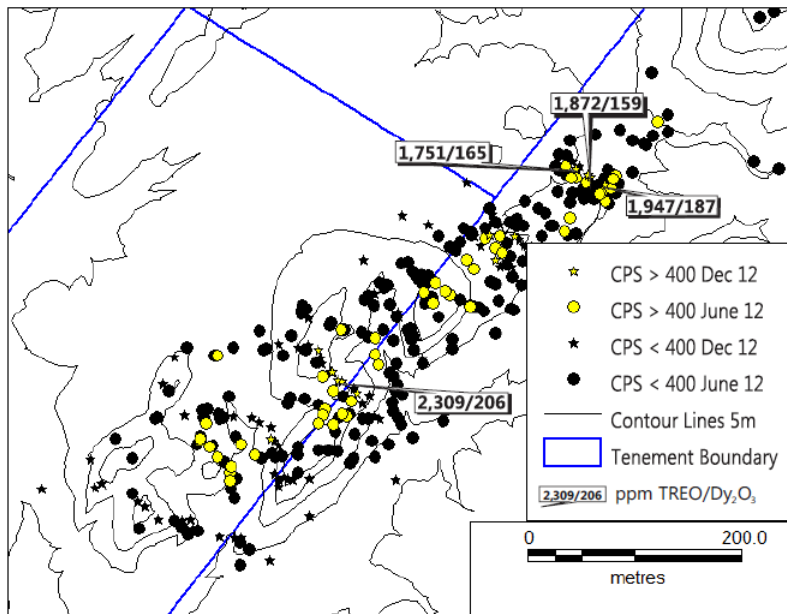 1,872/159
1,751/165
1,947/187
2,309/206
CPS > 400 Dec 12
CPS > 400 June 12
CPS < 400 Dec 12
CPS < 400 June 12
Contour Lines 5m
Tenement Boundary
2,309/206 ppm TREO/Dy₂O₃
0 200.0
metres